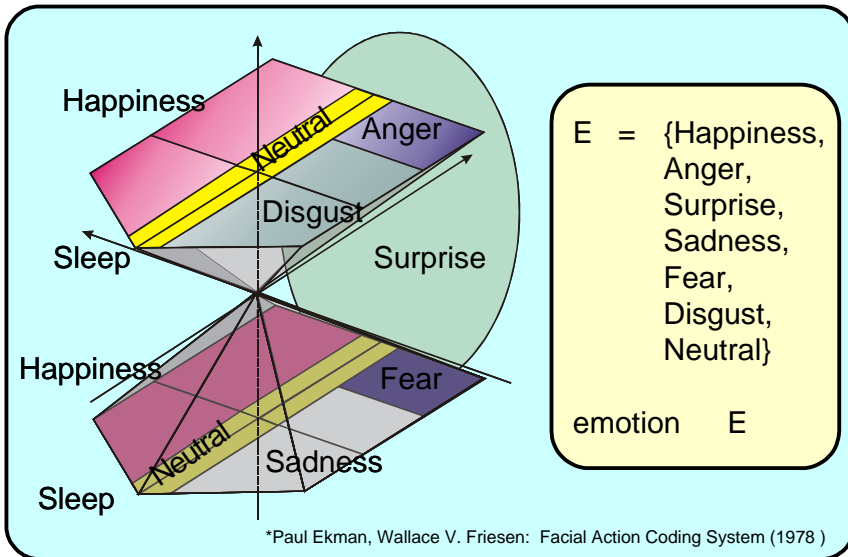 Happiness
Neutral
Anger
Disgust
Sleep
Surprise
Happiness
Fear
Neutral
Sadness
Sleep
E = {Happiness,
Anger,
Surprise,
Sadness,
Fear,
Disgust,
Neutral}
emotion E
*Paul Ekman, Wallace V. Friesen: Facial Action Coding System (1978 )